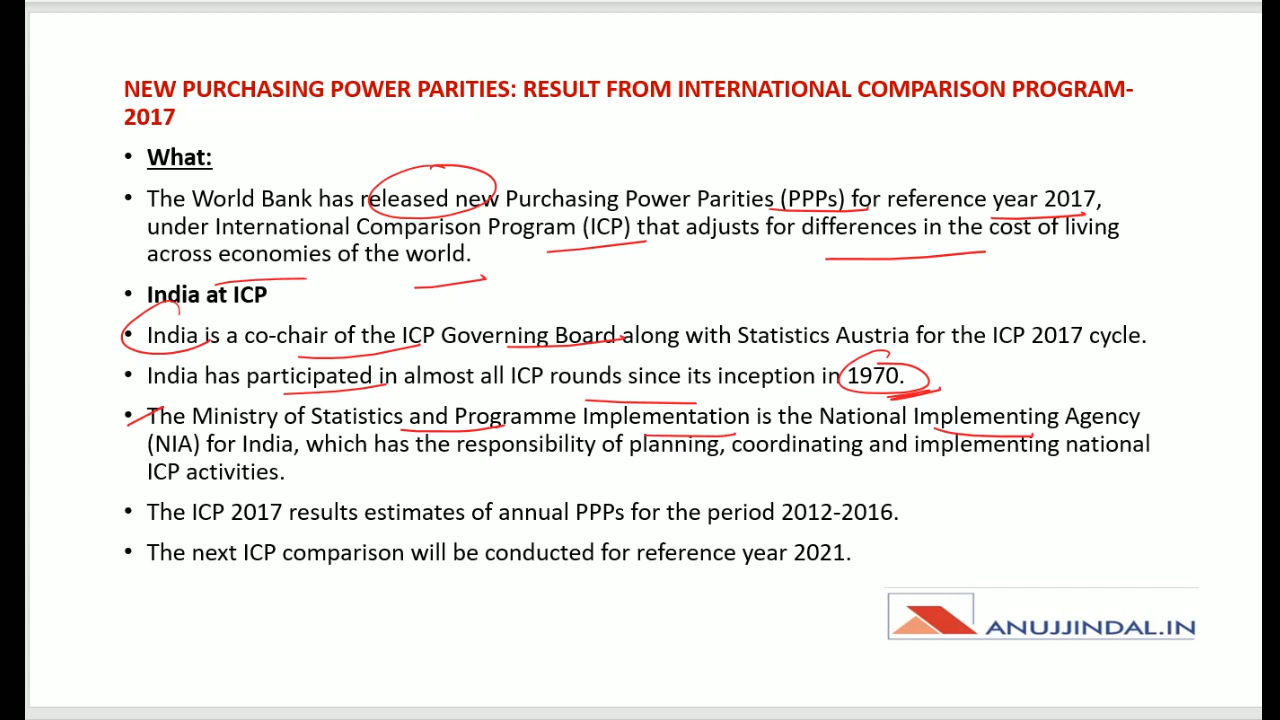 NEW PURCHASING POWER PARITIES: RESULT FROM INTERNATIONAL COMPARISON PROGRAM-
2017
• What:
• The World Bank has released new Purchasing Power Parities (PPPs) for reference year 2017,
under International Comparison Program (ICP) that adjusts for differences in the cost of living
across economies of the world.
• India at ICP
• India is a co-chair of the ICP Governing Board along with Statistics Austria for the ICP 2017 cycle.
• India has participated in almost all ICP rounds since its inception in 1970.
• The Ministry of Statistics and Programme Implementation is the National Implementing Agency
(NIA) for India, which has the responsibility of planning, coordinating and implementing national
ICP activities.
• The ICP 2017 results estimates of annual PPPs for the period 2012-2016.
• The next ICP comparison will be conducted for reference year 2021.
ANUJJINDAL.IN